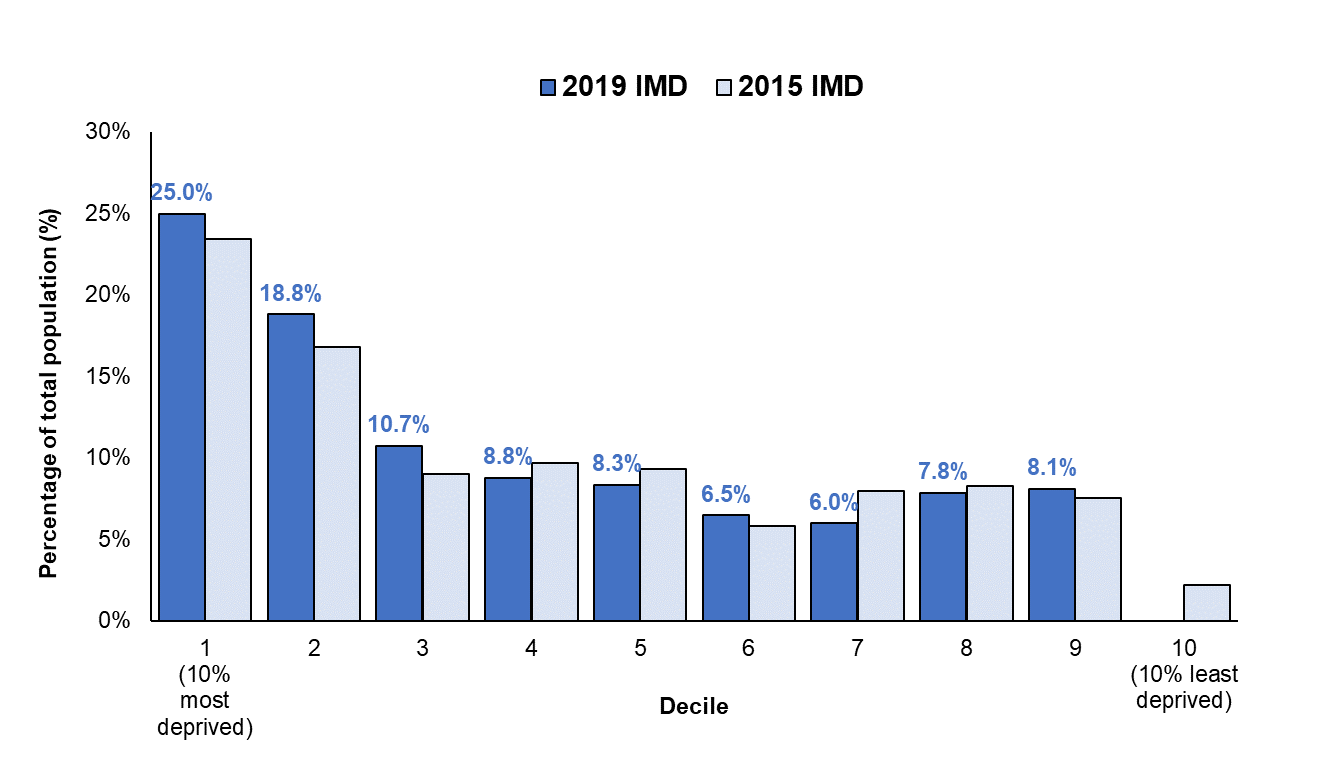 2019 IMD 2015 IMD
Percentage of total population (%)
30%
25%
20%
15%
10%
5%
0%
25.0%
18.8%
10.7%
8.8%
8.3%
6.5%
6.0%
7.8%
8.1%
1 2 3 4 5 6 7 8 9 10
(10%
most
deprived)
(10% least
deprived)
Decile